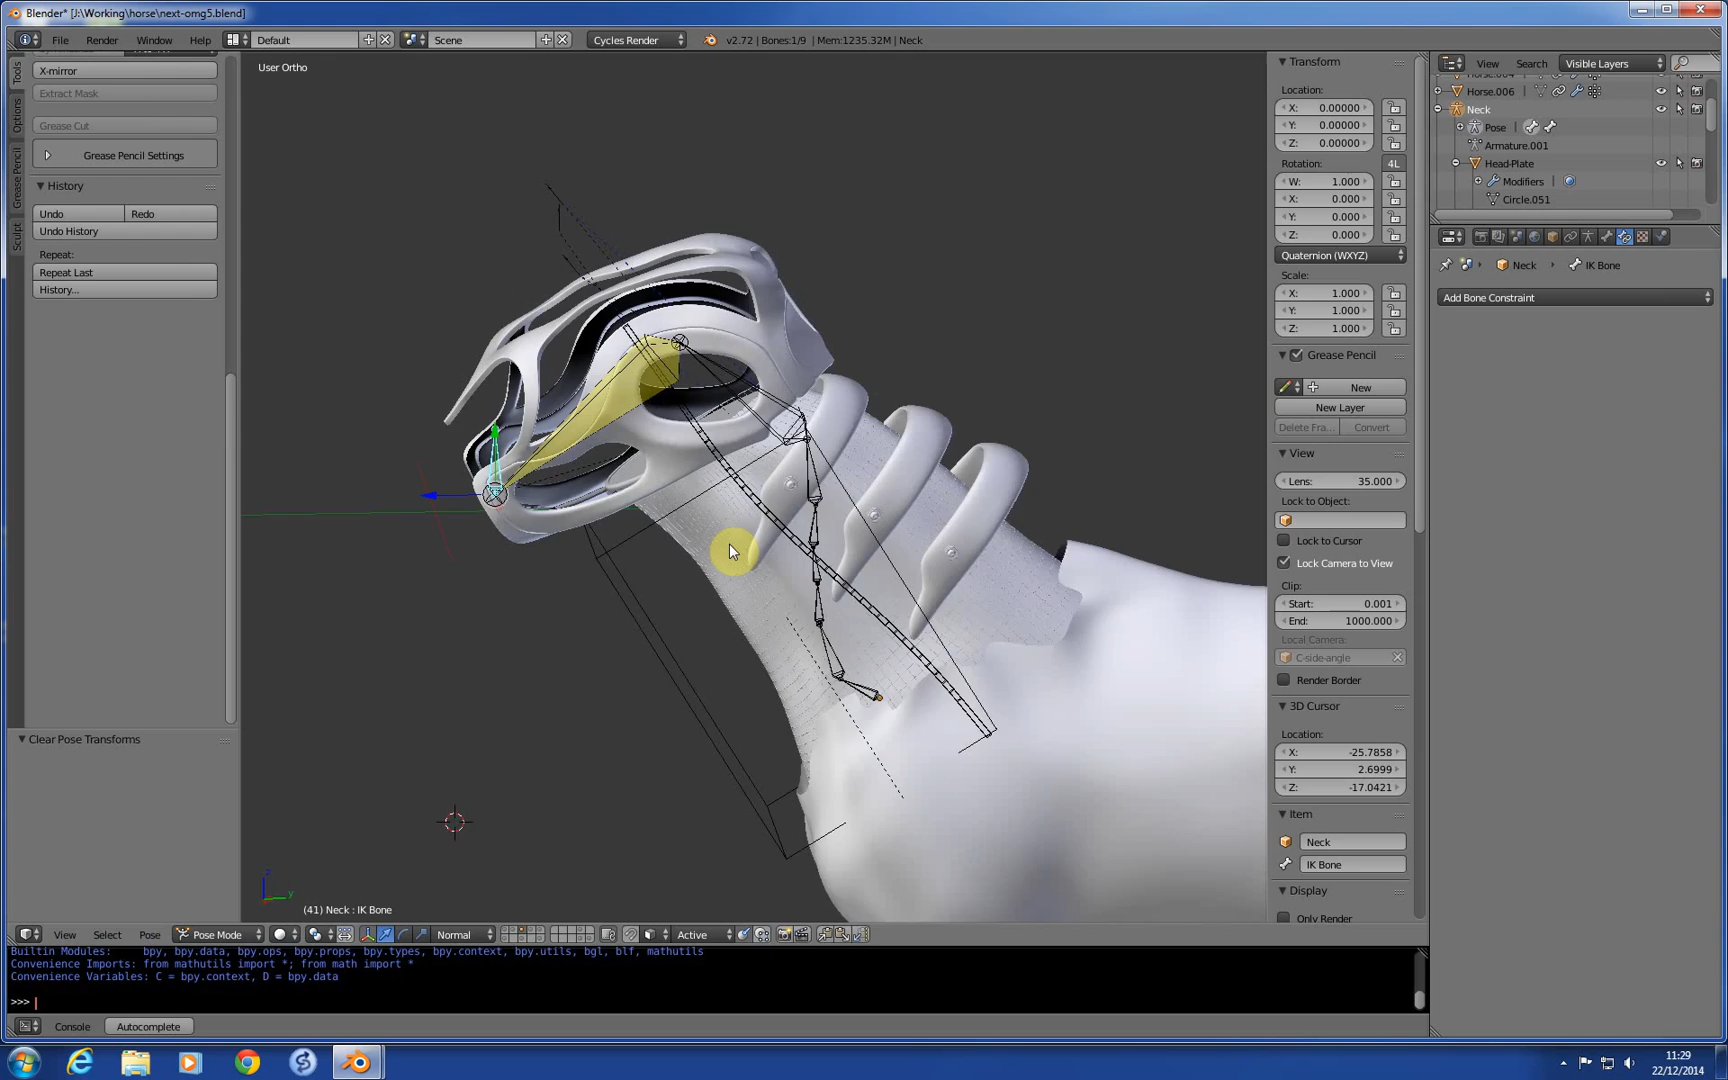 Blender* [J:\Working\horse\next-omg5.blend]
File Render Window Help Default Scene Cycles Render v2.72 | Bones:1/9 | Mem:1235.32M | Neck
Tools
Options
Grease Pencil
Sculpt
X-mirror
Extract Mask
Grease Cut
Grease Pencil Settings
History
Undo Redo
Undo History
Repeat:
Repeat Last
History...
Clear Pose Transforms
User Ortho
(41) Neck : IK Bone
Transform
Location:
X: 0.00000
Y: 0.00000
Z: 0.00000
Rotation: 4L
W: 1.000
X: 0.000
Y: 0.000
Z: 0.000
Quaternion (WXYZ)
Scale:
X: 1.000
Y: 1.000
Z: 1.000
Grease Pencil
New
New Layer
Delete Fra... Convert
View
Lens: 35.000
Lock to Object:
Lock to Cursor
Lock Camera to View
Clip:
Start: 0.001
End: 1000.000
Local Camera:
C-side-angle
Render Border
3D Cursor
Location:
X: -25.7858
Y: 2.6999
Z: -17.0421
Item
Neck
IK Bone
Display
Only Render
View Search Visible Layers
Horse.006
Neck
Pose
Armature.001
Head-Plate
Modifiers
Circle.051
Neck IK Bone
Add Bone Constraint
View Select Pose Pose Mode Normal Active
Builtin Modules: bpy, bpy.data, bpy.ops, bpy.props, bpy.types, bpy.context, bpy.utils, bgl, blf, mathutils
Convenience Imports: from mathutils import *; from math import *
Convenience Variables: C = bpy.context, D = bpy.data
>>>
Console Autocomplete
11:29
22/12/2014